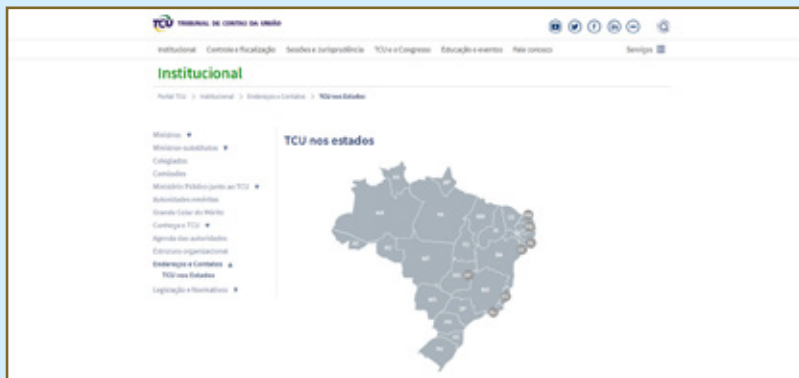 TCU TRIBUNAL DE CONTAS DA UNIÃO
Institucional Controle e fiscalização Sessões e Jurisprudência TCU e o Congresso Educação e eventos Fale conosco Serviços
Institucional
Portal TCU > Institucional > Endereços e Contatos > TCU nos Estados
Ministros
Ministros-substitutos
Colegiados
Comissões
Ministério Público junto ao TCU
Autoridades eméritas
Grande Colar do Mérito
Conheça o TCU
Agenda das autoridades
Estrutura organizacional
Endereços e Contatos
TCU nos Estados
Legislação e Normativos
TCU nos estados